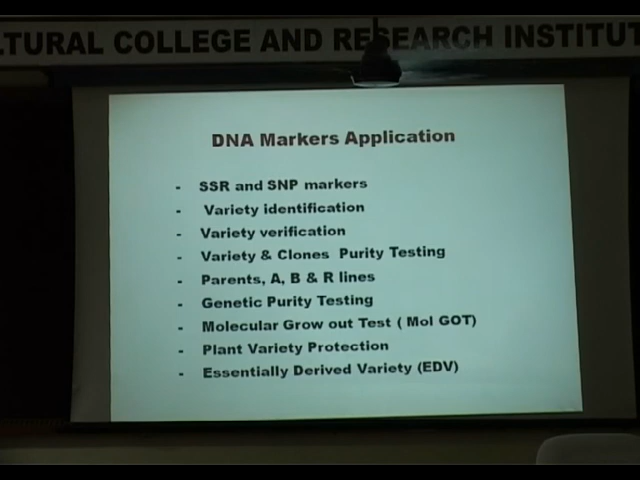 LTURAL COLLEGE AND RESEARCH INSTITUT
DNA Markers Application
- SSR and SNP markers
- Variety identification
- Variety verification
- Variety & Clones Purity Testing
- Parents, A, B & R lines
- Genetic Purity Testing
- Molecular Grow out Test ( Mol GOT)
- Plant Variety Protection
- Essentially Derived Variety (EDV)